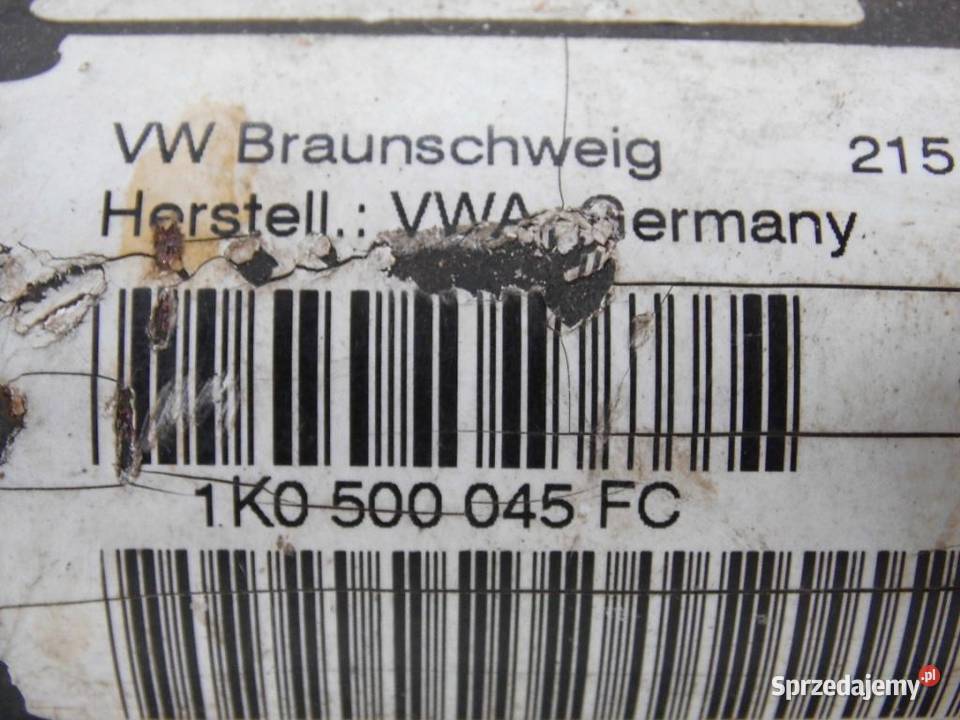 VW Braunschweig 215
Herstell.: VWA, Germany
1K0 500 045 FC
Sprzedajemy.pl